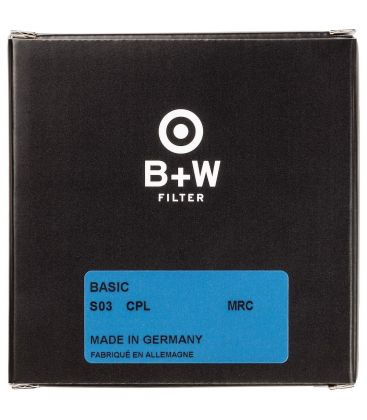 B+W
FILTER
BASIC
S03 CPL MRC
MADE IN GERMANY
FABRIQUÉ EN ALLEMAGNE